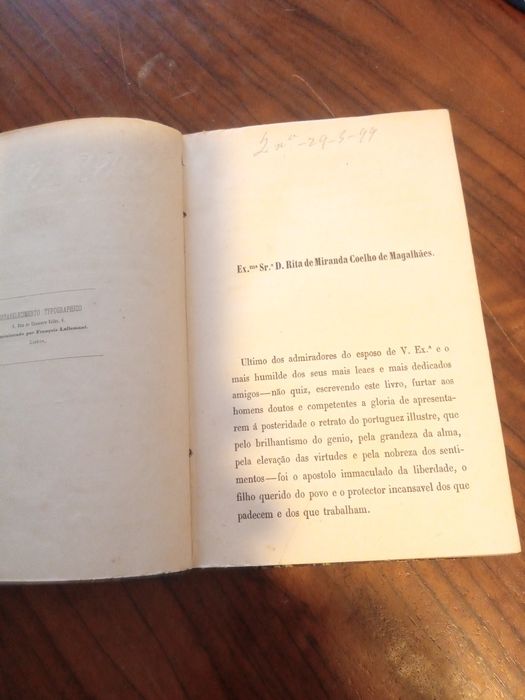 ESTABELECIMENTO TYPOGRAPHICO
por François Lallemant.
Lisboa,
29-5-99
Ex.ma Sr.a D. Rita de Miranda Coelho de Magalhães.
Ultimo dos admiradores do esposo de V. Ex.a e o
mais humilde dos seus mais leaes e mais dedicados
amigos—não quiz, escrevendo este livro, furtar aos
homens doutos e competentes a gloria de apresenta-
rem á posteridade o retrato do portuguez illustre, que
pelo brilhantismo do genio, pela grandeza da alma,
pela elevação das virtudes e pela nobreza dos senti-
mentos—foi o apostolo immaculado da liberdade, o
filho querido do povo e o protector incansavel dos que
padecem e dos que trabalham.